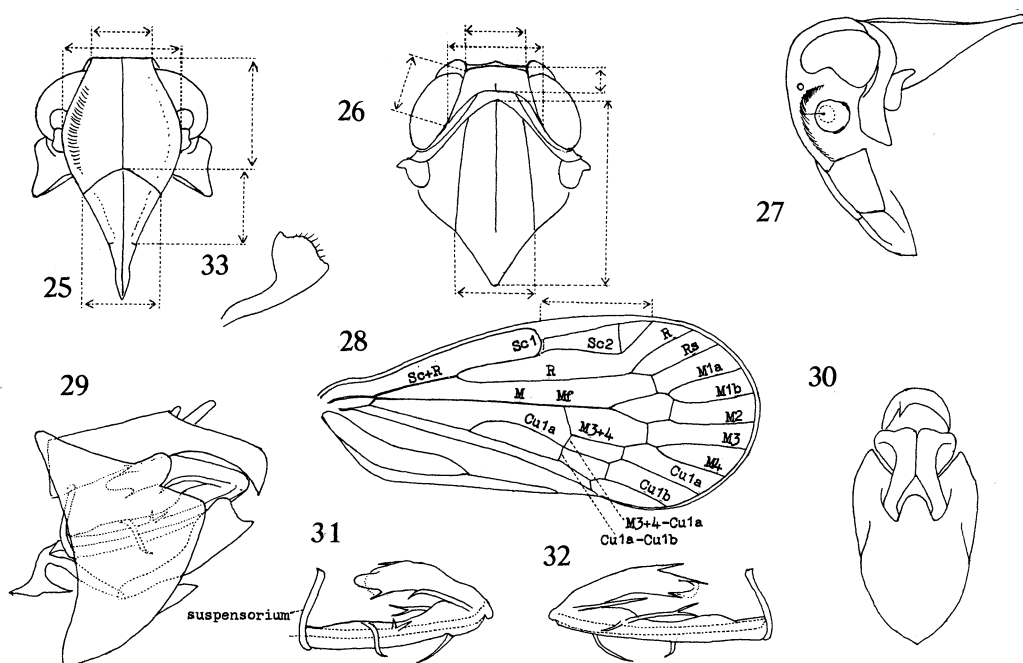 25
26
27
33
28
Sc+R
Sc1
Sc2
R
R
Rs
M1a
M1b
M2
M3
M4
Cu1a
Cu1b
M
Mf
Cu1a
M3+4
M3+4-Cu1a
Cu1a-Cu1b
29
30
31
suspensorium
32